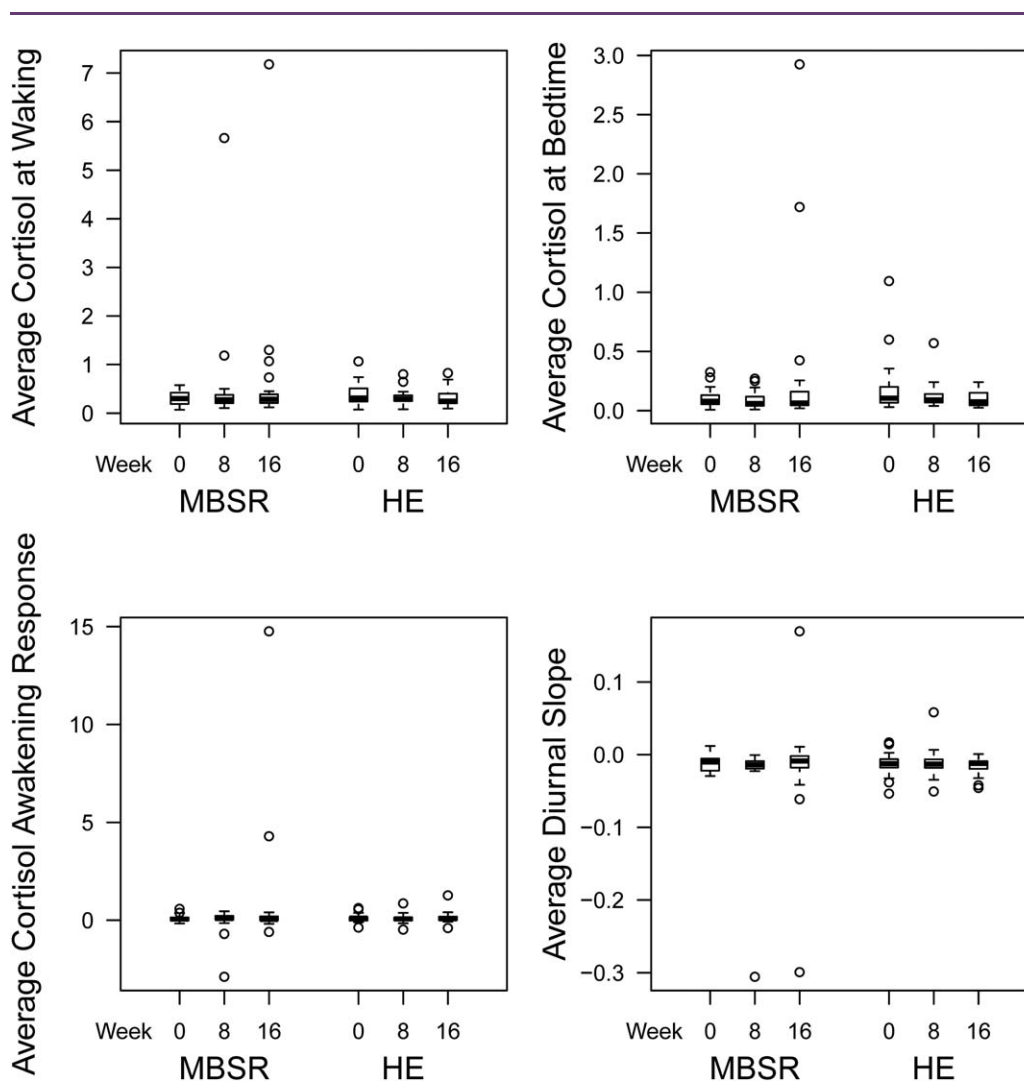 Average Cortisol at Waking
7
6
5
4
3
2
1
0
Week 0 8 16 0 8 16
MBSR HE
Average Cortisol at Bedtime
3.0
2.5
2.0
1.5
1.0
0.5
0.0
Week 0 8 16 0 8 16
MBSR HE
Average Cortisol Awakening Response
15
10
5
0
Week 0 8 16 0 8 16
MBSR HE
Average Diurnal Slope
0.1
0.0
−0.1
−0.2
−0.3
Week 0 8 16 0 8 16
MBSR HE